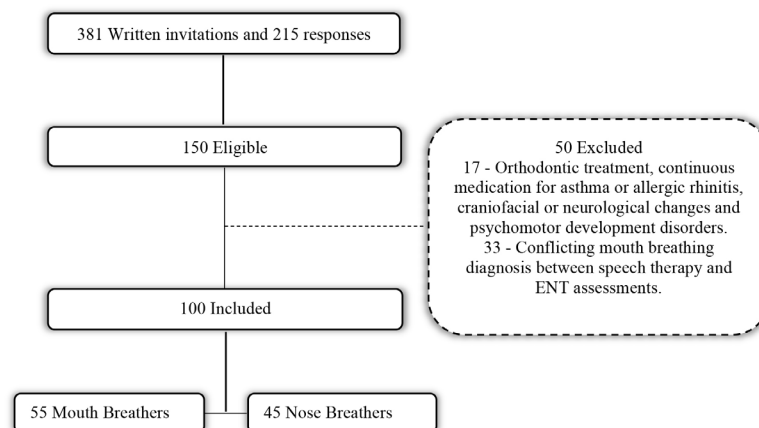 381 Written invitations and 215 responses
150 Eligible
50 Excluded
17 - Orthodontic treatment, continuous
medication for asthma or allergic rhinitis,
craniofacial or neurological changes and
psychomotor development disorders.
33 - Conflicting mouth breathing
diagnosis between speech therapy and
ENT assessments.
100 Included
55 Mouth Breathers
45 Nose Breathers